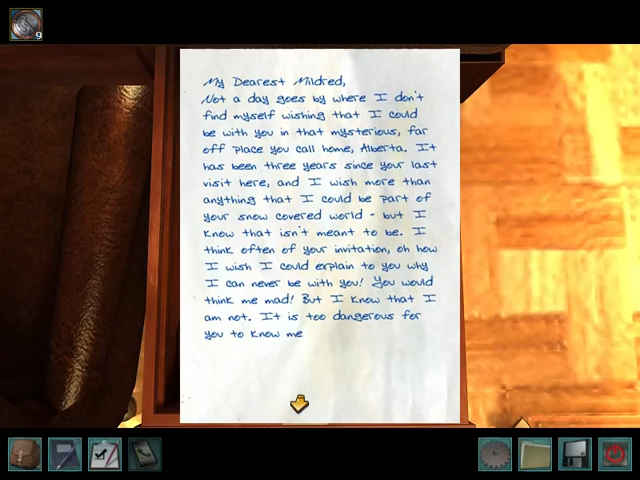 9
My Dearest Mildred,
Not a day goes by where I don't
find myself wishing that I could
be with you in that mysterious, far
off place you call home, Alberta. It
has been three years since your last
visit here, and I wish more than
anything that I could be part of
your snow covered world - but I
know that isn't meant to be. I
think often of your invitation, oh how
I wish I could explain to you why
I can never be with you! You would
think me mad! But I know that I
am not. It is too dangerous for
you to know me